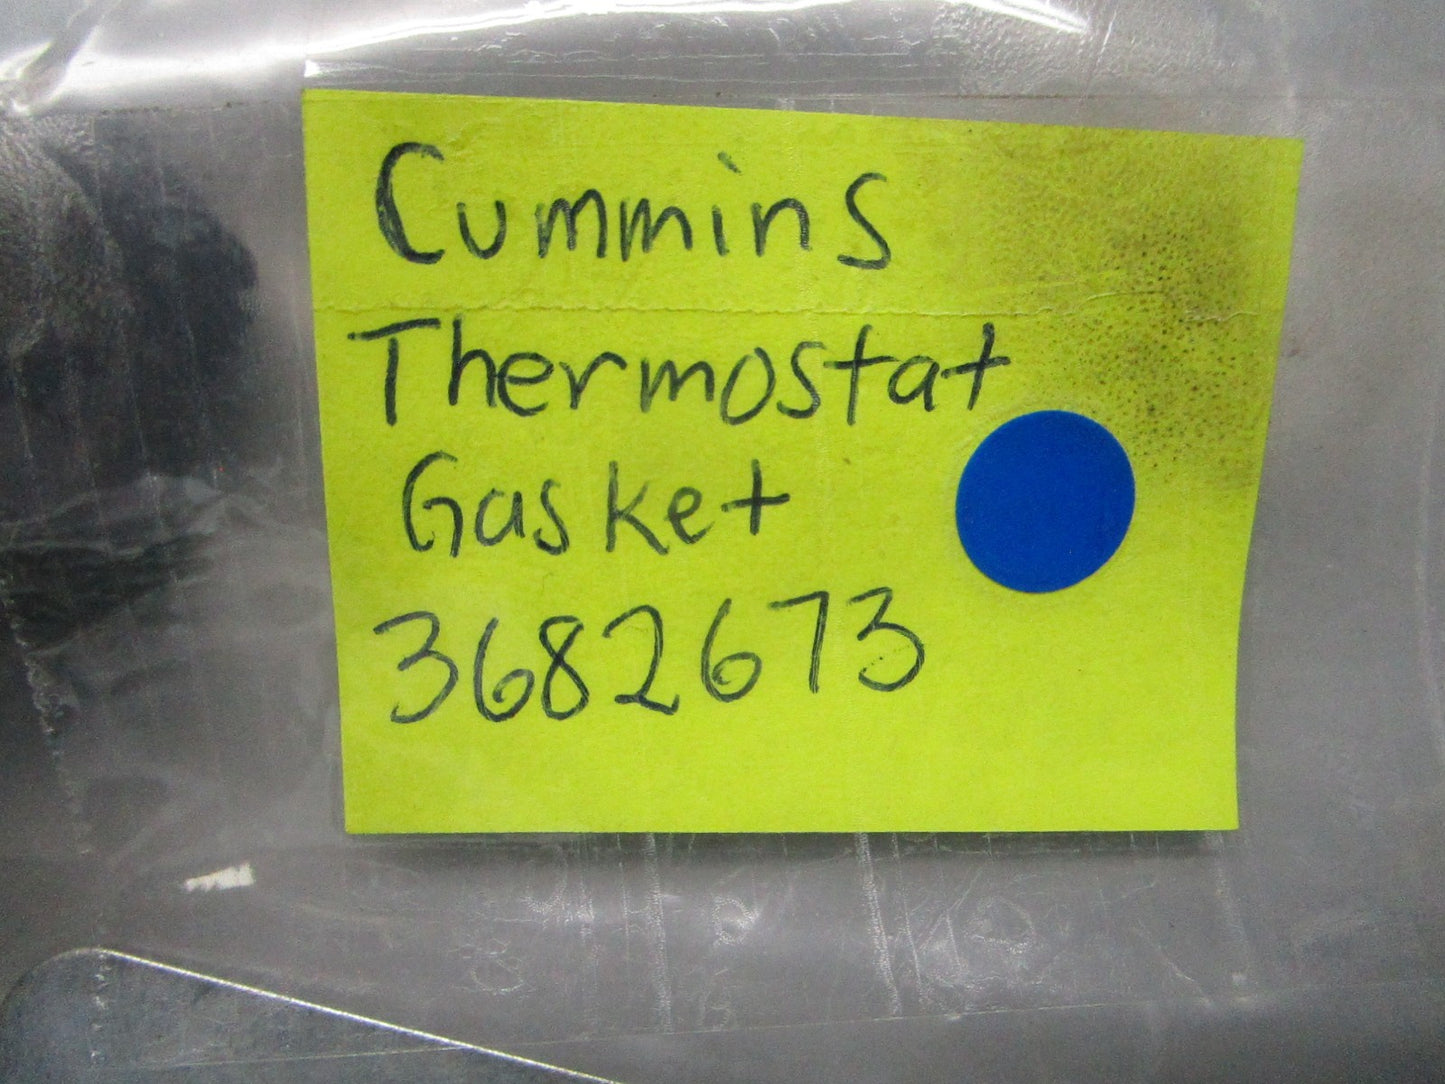 Cummins
Thermostat
Gasket
3682673